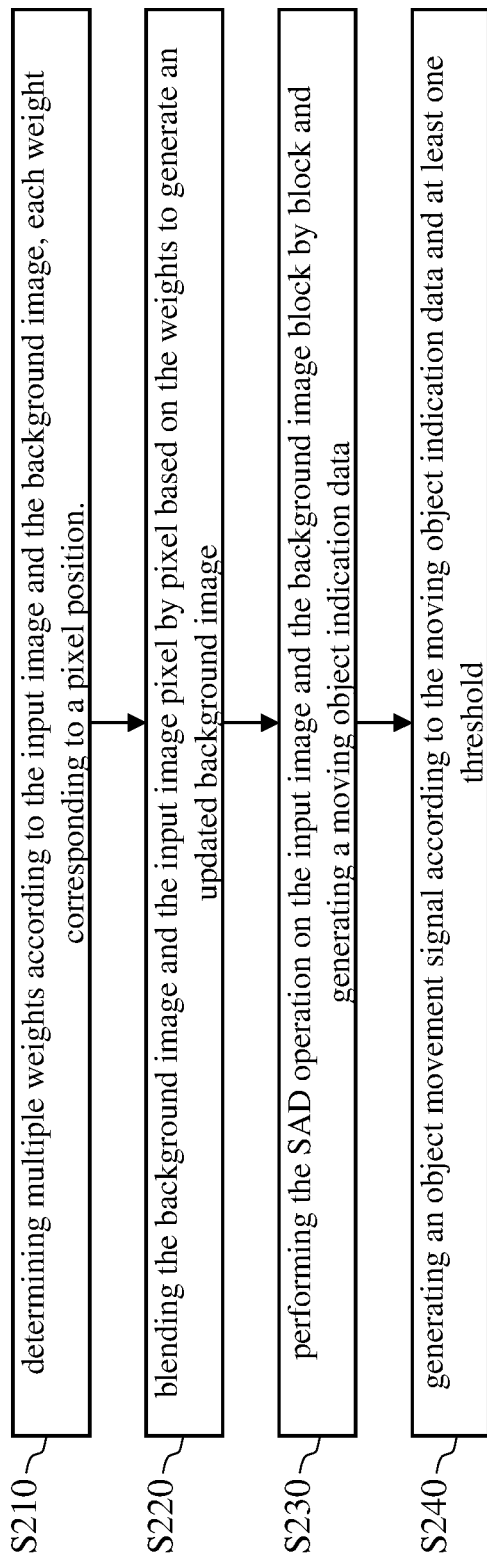 S210
determining multiple weights according to the input image and the background image, each weight
corresponding to a pixel position.
S220
blending the background image and the input image pixel by pixel based on the weights to generate an
updated background image
S230
performing the SAD operation on the input image and the background image block by block and
generating a moving object indication data
S240
generating an object movement signal according to the moving object indication data and at least one
threshold